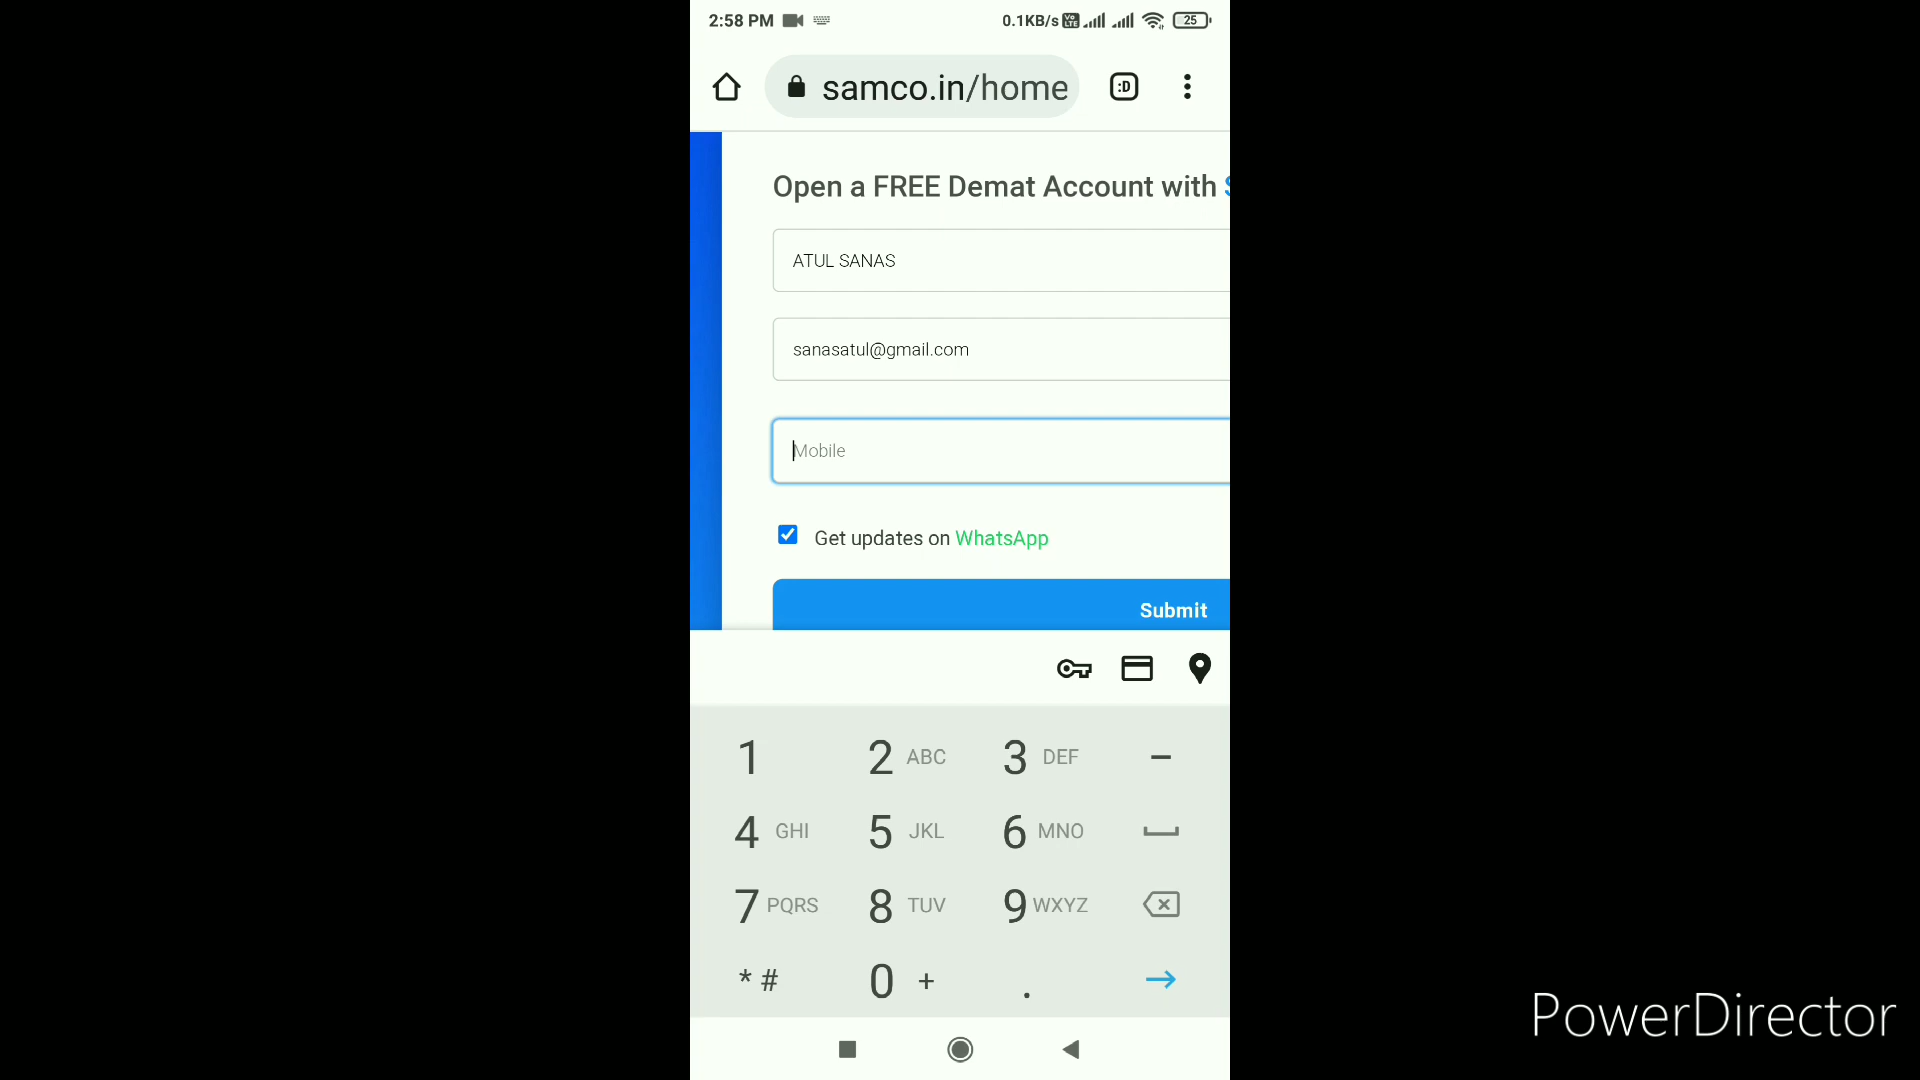 2:58 PM
0.1KB/s Vo LTE 25
samco.in/home :D
Open a FREE Demat Account with
ATUL SANAS
sanasatul@gmail.com
Mobile
Get updates on WhatsApp
Submit
1 2 ABC 3 DEF –
4 GHI 5 JKL 6 MNO
7 PQRS 8 TUV 9 WXYZ
* # 0 + .
PowerDirector